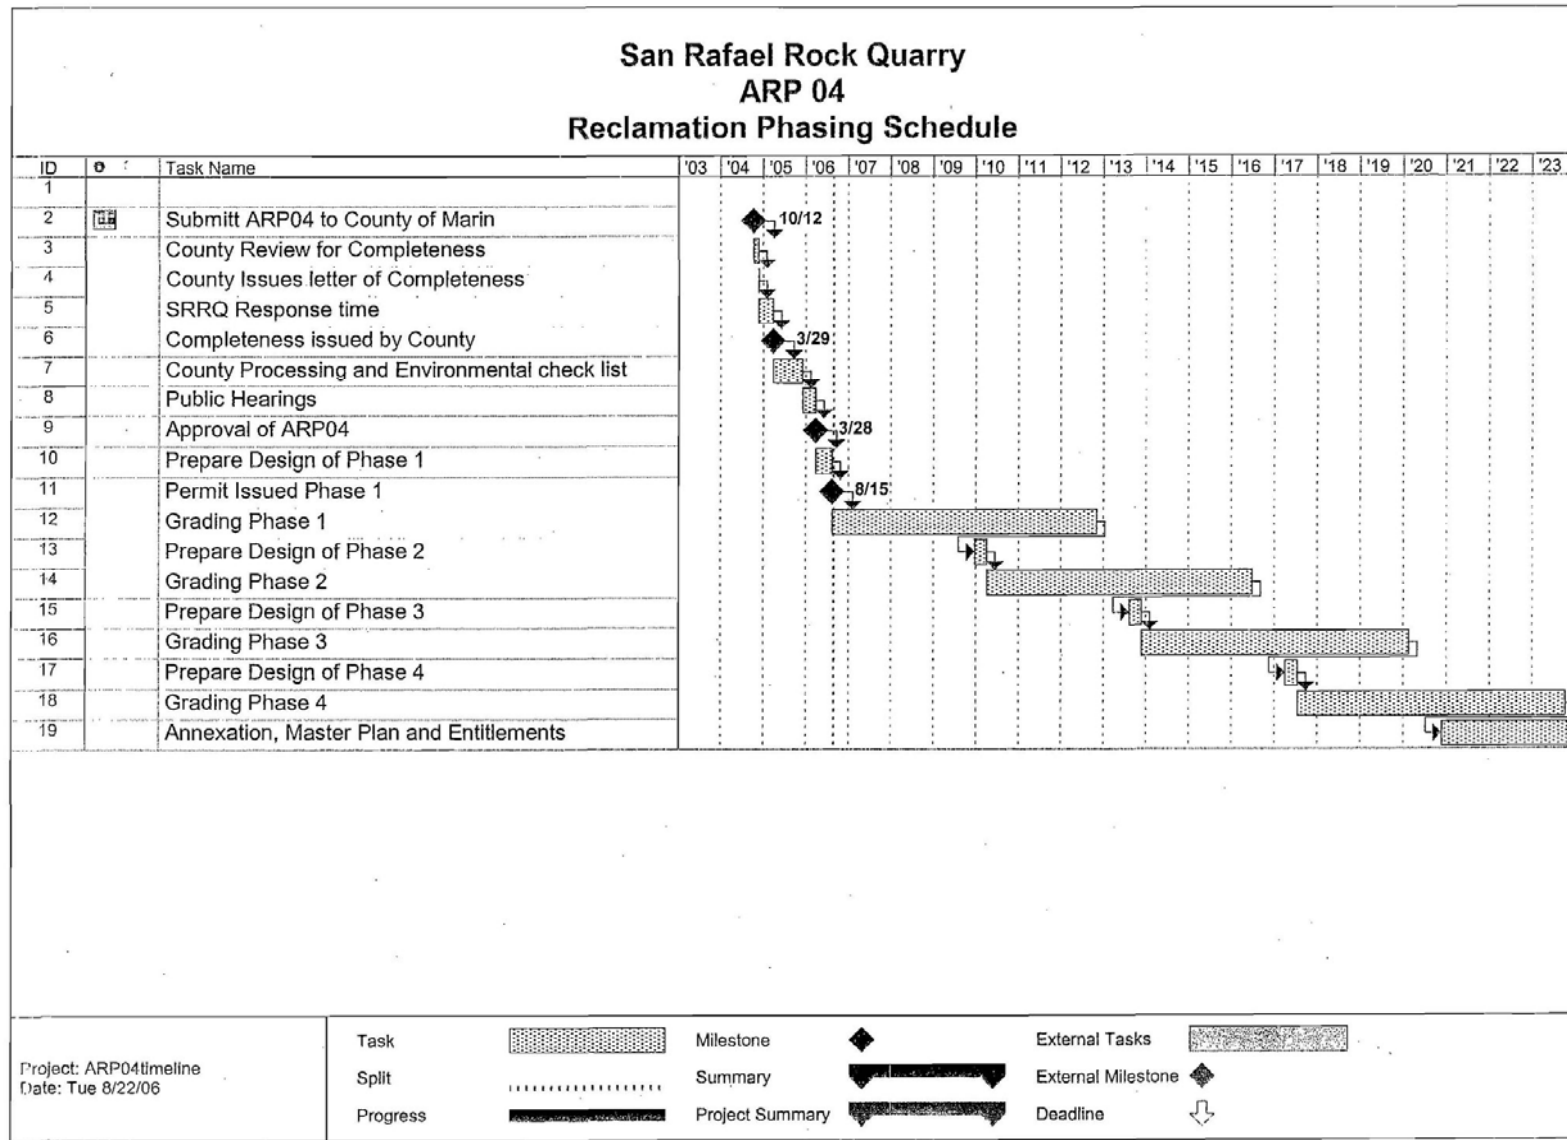 San Rafael Rock Quarry
ARP 04
Reclamation Phasing Schedule
ID Task Name '03 '04 '05 '06 '07 '08 '09 '10 '11 '12 '13 '14 '15 '16 '17 '18 '19 '20 '21 '22 '23
1
2 Submitt ARP04 to County of Marin 10/12
3 County Review for Completeness
4 County Issues letter of Completeness
5 SRRQ Response time
6 Completeness issued by County 3/29
7 County Processing and Environmental check list
8 Public Hearings
9 Approval of ARP04 3/28
10 Prepare Design of Phase 1
11 Permit Issued Phase 1 8/15
12 Grading Phase 1
13 Prepare Design of Phase 2
14 Grading Phase 2
15 Prepare Design of Phase 3
16 Grading Phase 3
17 Prepare Design of Phase 4
18 Grading Phase 4
19 Annexation, Master Plan and Entitlements
Project: ARP04timeline
Date: Tue 8/22/06
Task Milestone External Tasks
Split Summary External Milestone
Progress Project Summary Deadline